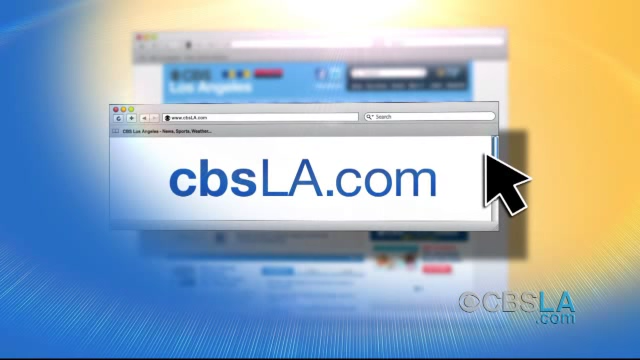 CBS
Los Angeles
www.cbsLA.com
Search
CBS Los Angeles - News, Sports, Weather...
cbsLA.com
CBSLA
.com